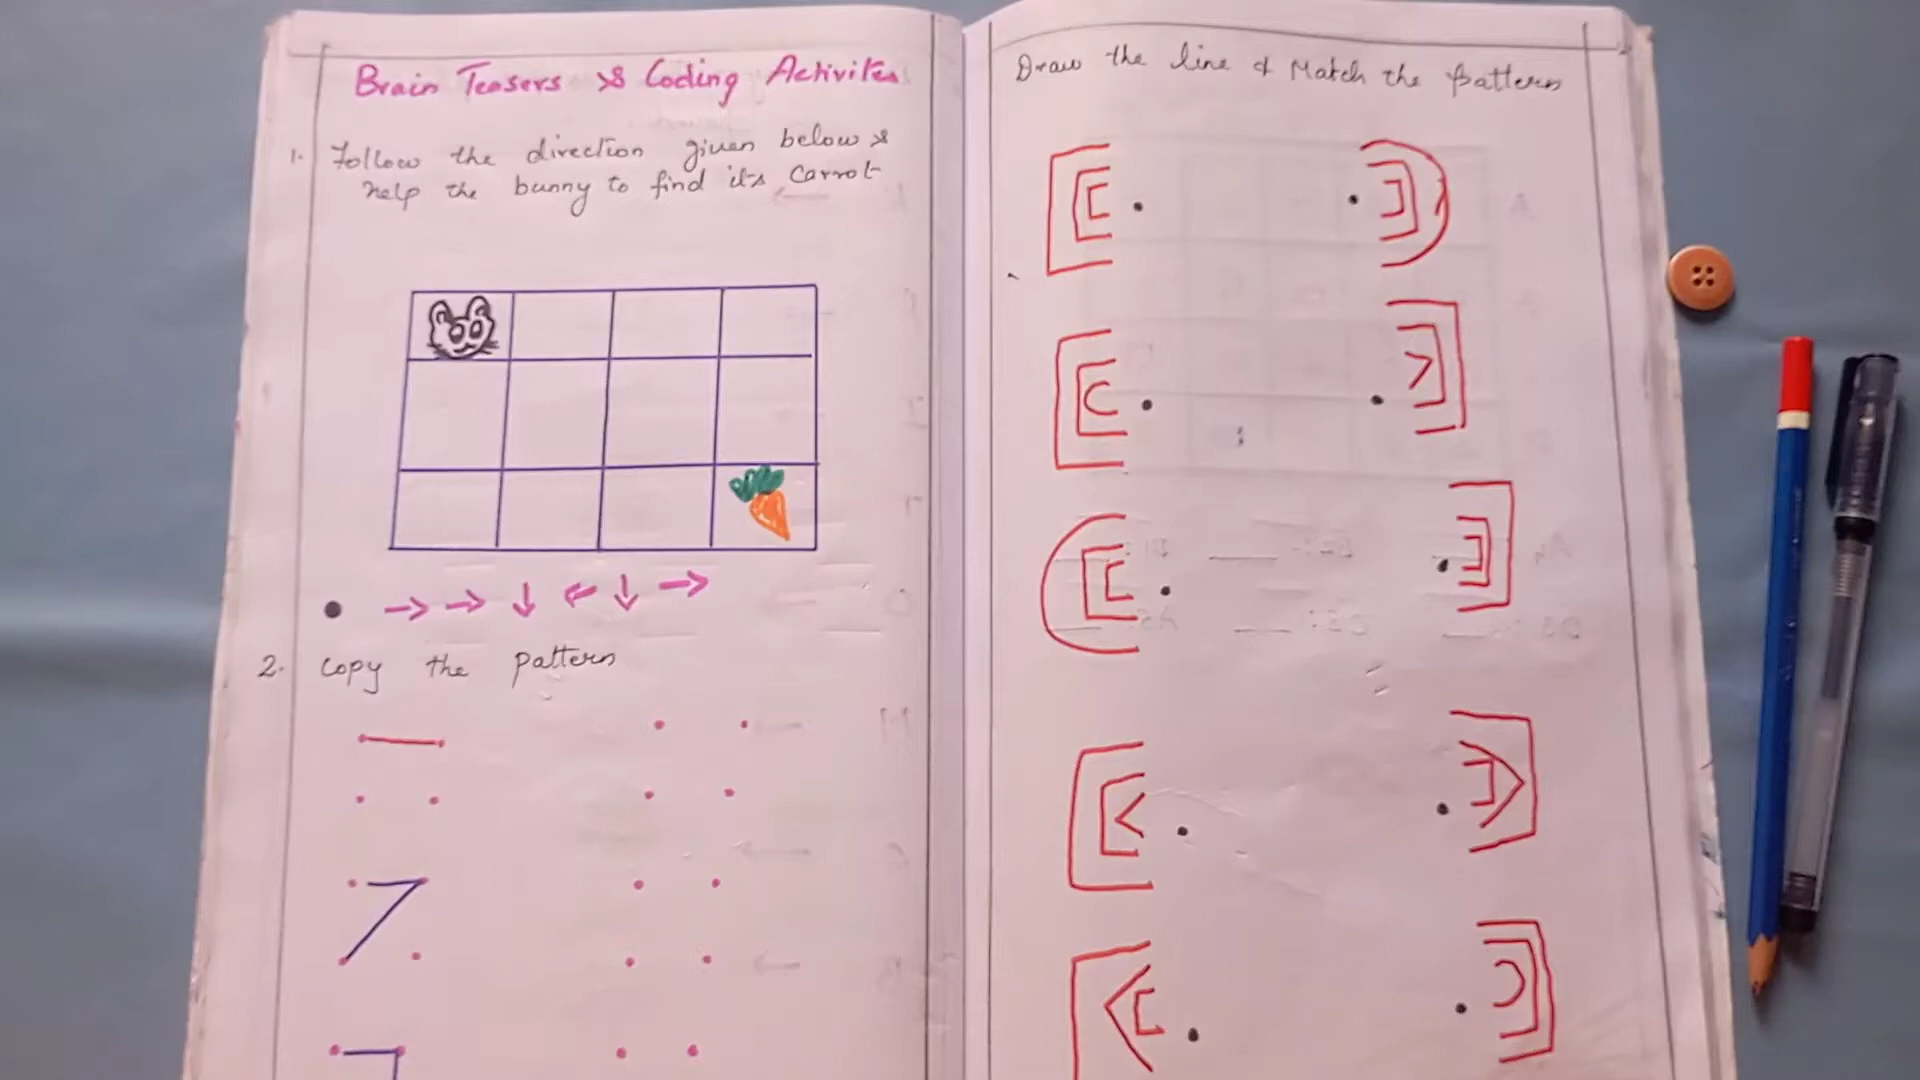 Brain Teasers & Coding Activites
1. Follow the direction given below &
help the bunny to find it's Carrot
→ → ↓ ← ↓ →
2. Copy the pattern
Draw the line & Match the pattern